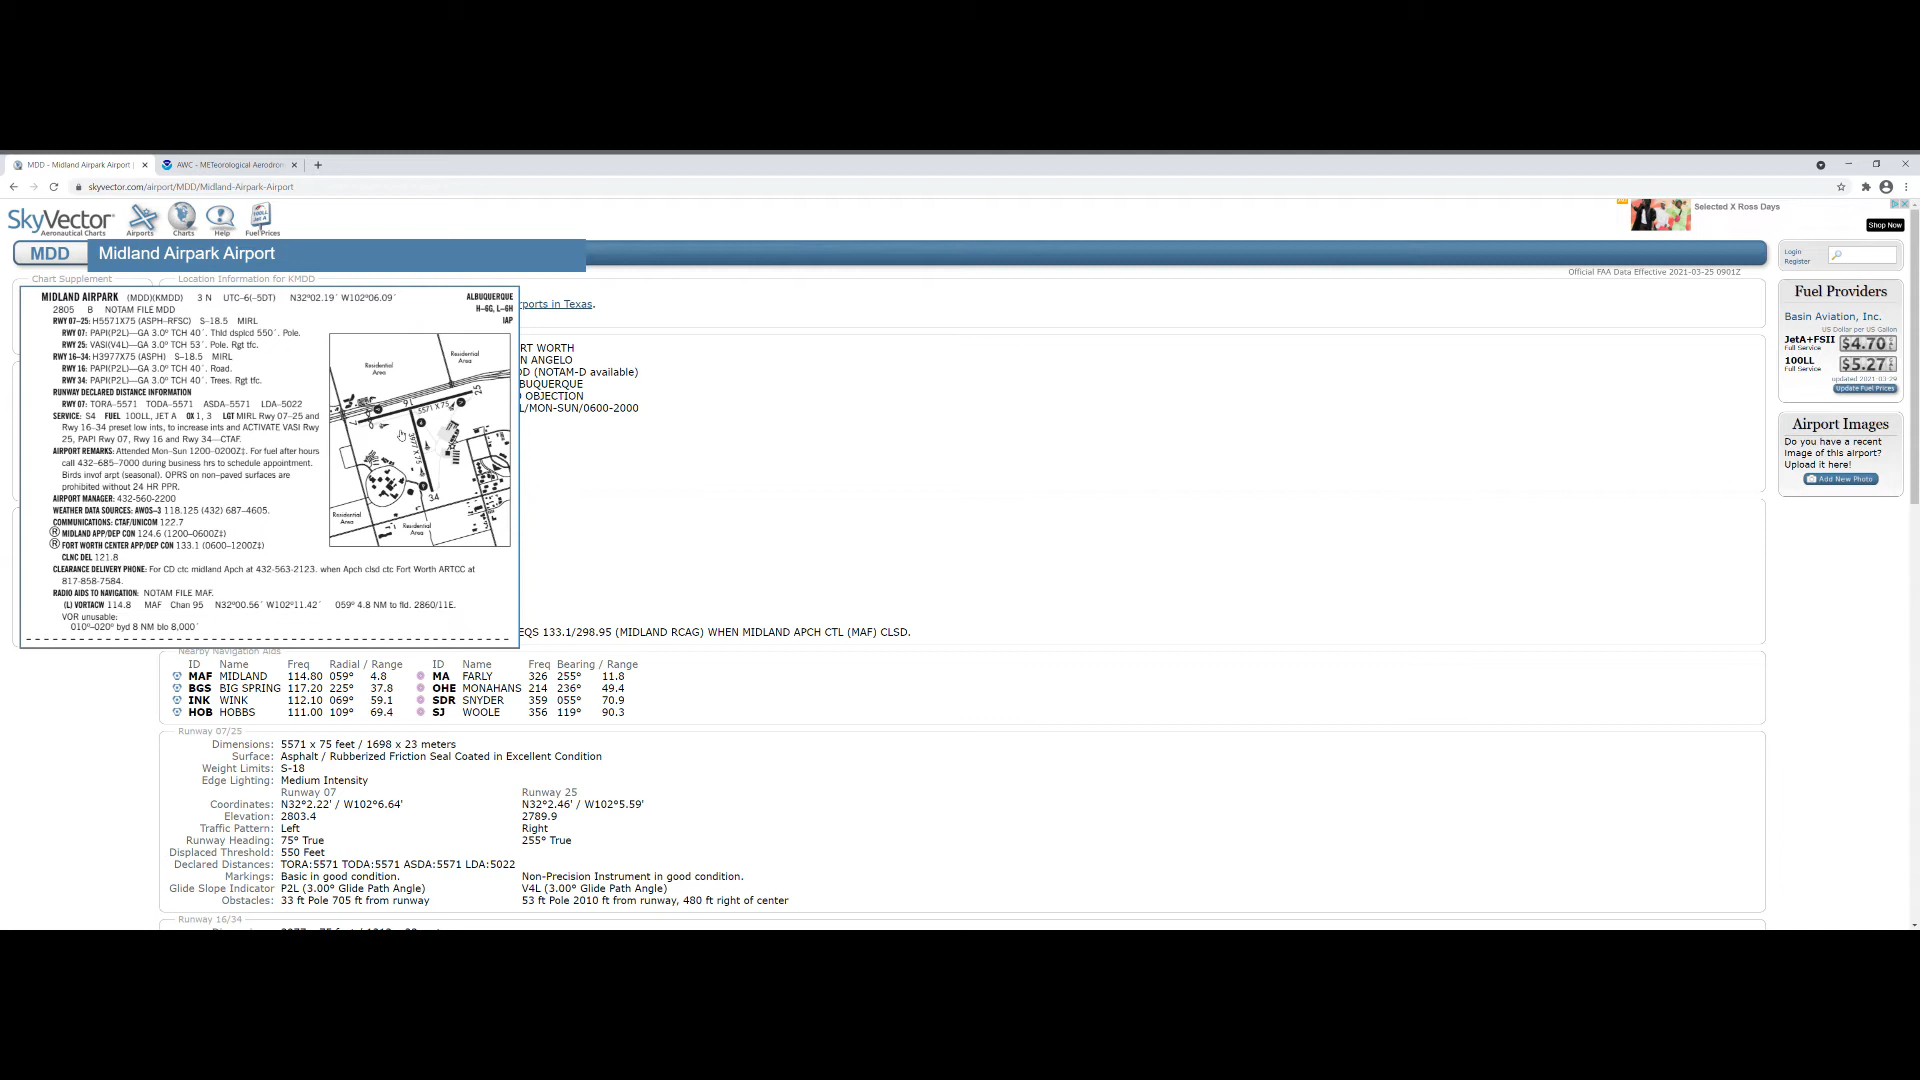 MDD - Midland Airpark Airport |
AWC - METeorological Aerodrom
skyvector.com/airport/MDD/Midland-Airpark-Airport
SkyVector
Aeronautical Charts
Airports
Charts
Help
100LL
Jet A
Fuel Prices
Selected X Ross Days
Shop Now
MDD
Midland Airpark Airport
Login
Register
Official FAA Data Effective 2021-03-25 0901Z
Chart Supplement
Location Information for KMDD
MIDLAND AIRPARK (MDD)(KMDD) 3 N UTC-6(-5DT) N32°02.19´ W102°06.09´
ALBUQUERQUE
2805 B NOTAM FILE MDD
H-6G, L-6H
IAP
RWY 07-25: H5571X75 (ASPH-RFSC) S-18.5 MIRL
RWY 07: PAPI(P2L)—GA 3.0° TCH 40´. Thld dsplcd 550´. Pole.
RWY 25: VASI(V4L)—GA 3.0° TCH 53´. Pole. Rgt tfc.
RWY 16-34: H3977X75 (ASPH) S-18.5 MIRL
RWY 16: PAPI(P2L)—GA 3.0° TCH 40´. Road.
RWY 34: PAPI(P2L)—GA 3.0° TCH 40´. Trees. Rgt tfc.
RUNWAY DECLARED DISTANCE INFORMATION
RWY 07: TORA-5571 TODA-5571 ASDA-5571 LDA-5022
SERVICE: S4 FUEL 100LL, JET A OX 1, 3 LGT MIRL Rwy 07-25 and
Rwy 16-34 preset low ints, to increase ints and ACTIVATE VASI Rwy
25, PAPI Rwy 07, Rwy 16 and Rwy 34—CTAF.
AIRPORT REMARKS: Attended Mon-Sun 1200-0200Z‡. For fuel after hours
call 432-685-7000 during business hrs to schedule appointment.
Birds invof arpt (seasonal). OPRS on non-paved surfaces are
prohibited without 24 HR PPR.
AIRPORT MANAGER: 432-560-2200
WEATHER DATA SOURCES: AWOS-3 118.125 (432) 687-4605.
COMMUNICATIONS: CTAF/UNICOM 122.7
Ⓡ MIDLAND APP/DEP CON 124.6 (1200-0600Z‡)
Ⓡ FORT WORTH CENTER APP/DEP CON 133.1 (0600-1200Z‡)
CLNC DEL 121.8
CLEARANCE DELIVERY PHONE: For CD ctc midland Apch at 432-563-2123. when Apch clsd ctc Fort Worth ARTCC at
817-858-7584.
RADIO AIDS TO NAVIGATION: NOTAM FILE MAF.
(L) VORTACW 114.8 MAF Chan 95 N32°00.56´ W102°11.42´ 059° 4.8 NM to fld. 2860/11E.
VOR unusable:
010°-020° byd 8 NM blo 8,000´
Residential
Area
Residential
Area
25
5571 X 75
16
7
3977 X 75
34
Residential
Area
Residential
Area
ports in Texas.
RT WORTH
N ANGELO
DD (NOTAM-D available)
BUQUERQUE
O OBJECTION
L/MON-SUN/0600-2000
EQS 133.1/298.95 (MIDLAND RCAG) WHEN MIDLAND APCH CTL (MAF) CLSD.
Nearby Navigation Aids
ID Name Freq Radial / Range ID Name Freq Bearing / Range
MAF MIDLAND 114.80 059° 4.8 MA FARLY 326 255° 11.8
BGS BIG SPRING 117.20 225° 37.8 OHE MONAHANS 214 236° 49.4
INK WINK 112.10 069° 59.1 SDR SNYDER 359 055° 70.9
HOB HOBBS 111.00 109° 69.4 SJ WOOLE 356 119° 90.3
Runway 07/25
Dimensions: 5571 x 75 feet / 1698 x 23 meters
Surface: Asphalt / Rubberized Friction Seal Coated in Excellent Condition
Weight Limits: S-18
Edge Lighting: Medium Intensity
Runway 07 Runway 25
Coordinates: N32°2.22' / W102°6.64' N32°2.46' / W102°5.59'
Elevation: 2803.4 2789.9
Traffic Pattern: Left Right
Runway Heading: 75° True 255° True
Displaced Threshold: 550 Feet
Declared Distances: TORA:5571 TODA:5571 ASDA:5571 LDA:5022
Markings: Basic in good condition. Non-Precision Instrument in good condition.
Glide Slope Indicator P2L (3.00° Glide Path Angle) V4L (3.00° Glide Path Angle)
Obstacles: 33 ft Pole 705 ft from runway 53 ft Pole 2010 ft from runway, 480 ft right of center
Runway 16/34
Fuel Providers
Basin Aviation, Inc.
US Dollar per US Gallon
JetA+FSII
Full Service
$4.70
100LL
Full Service
$5.27
updated 2021-03-29
Update Fuel Prices
Airport Images
Do you have a recent
image of this airport?
Upload it here!
Add New Photo